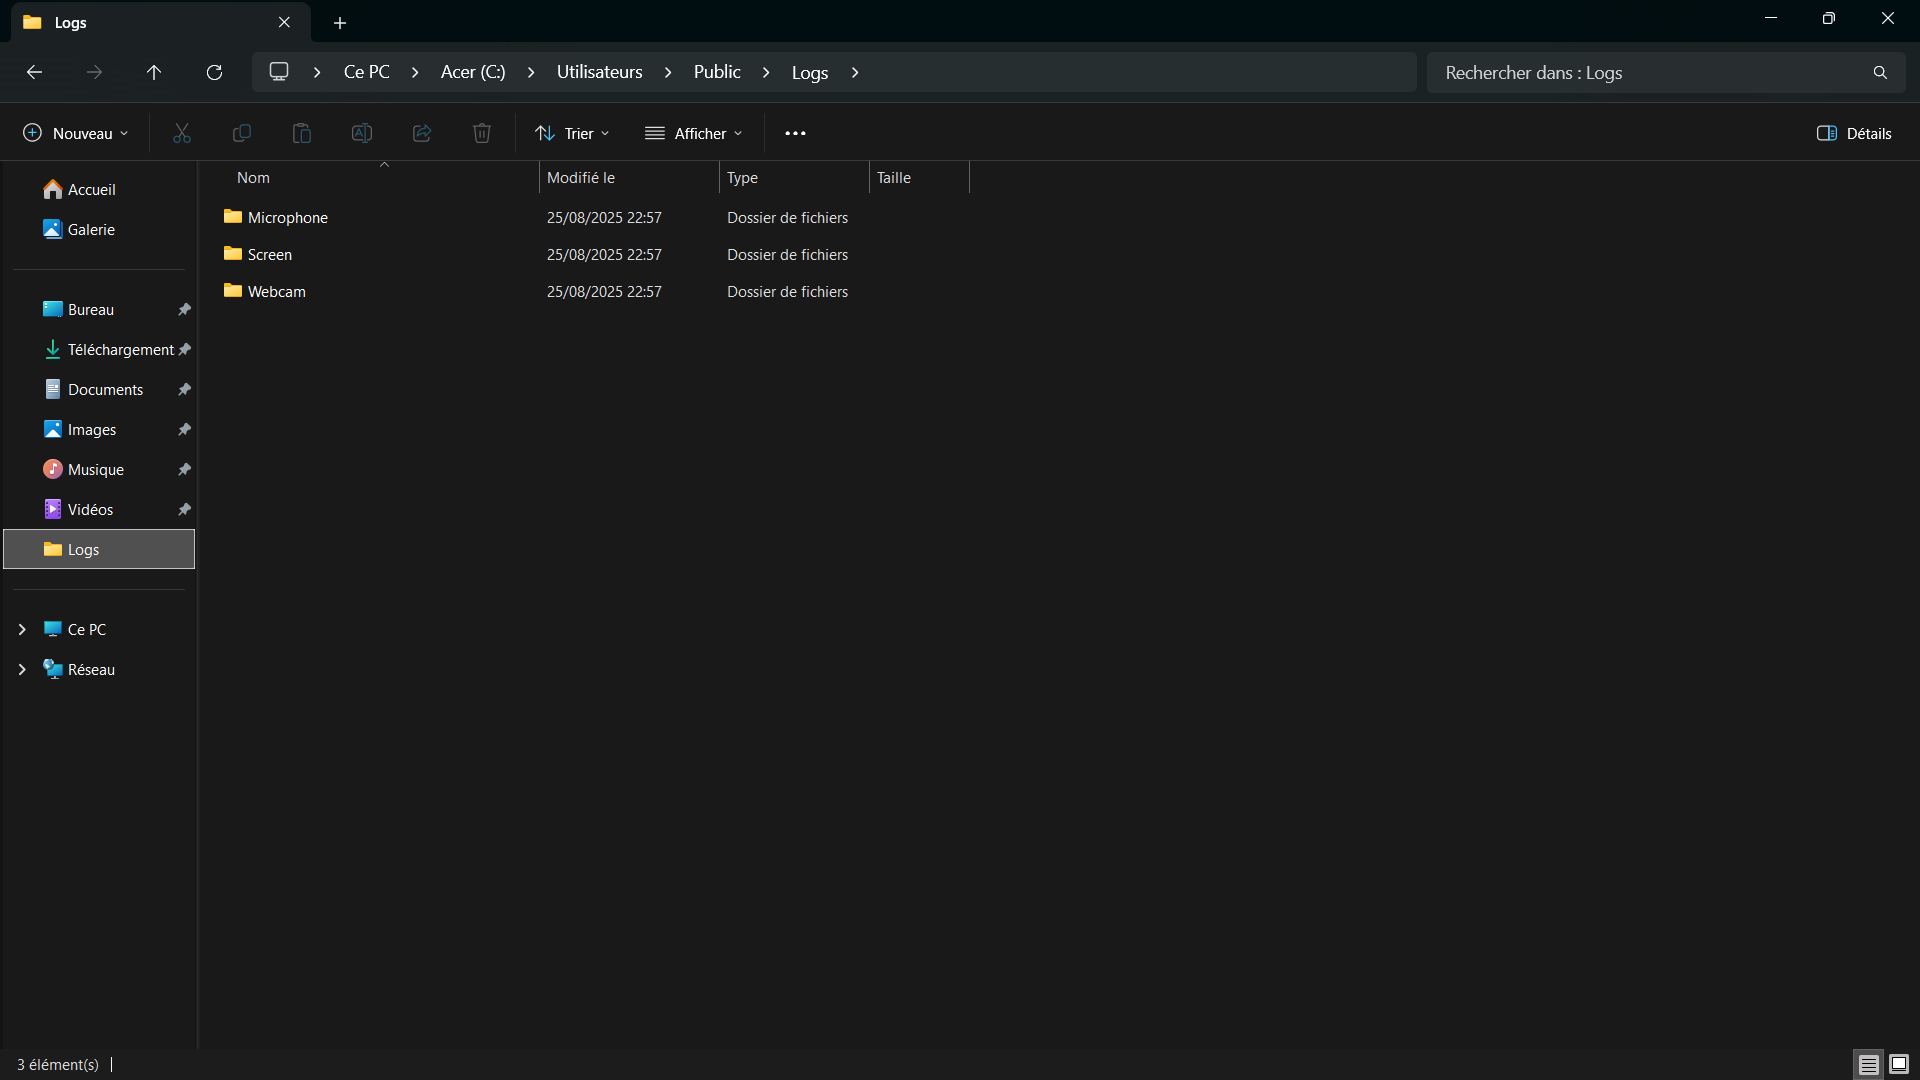 Logs
Ce PC
Acer (C:)
Utilisateurs
Public
Logs
Rechercher dans : Logs
Nouveau
Trier
Afficher
Détails
Accueil
Galerie
Bureau
Téléchargement
Documents
Images
Musique
Vidéos
Logs
Ce PC
Réseau
Nom Modifié le Type Taille
Microphone 25/08/2025 22:57 Dossier de fichiers
Screen 25/08/2025 22:57 Dossier de fichiers
Webcam 25/08/2025 22:57 Dossier de fichiers
3 élément(s)